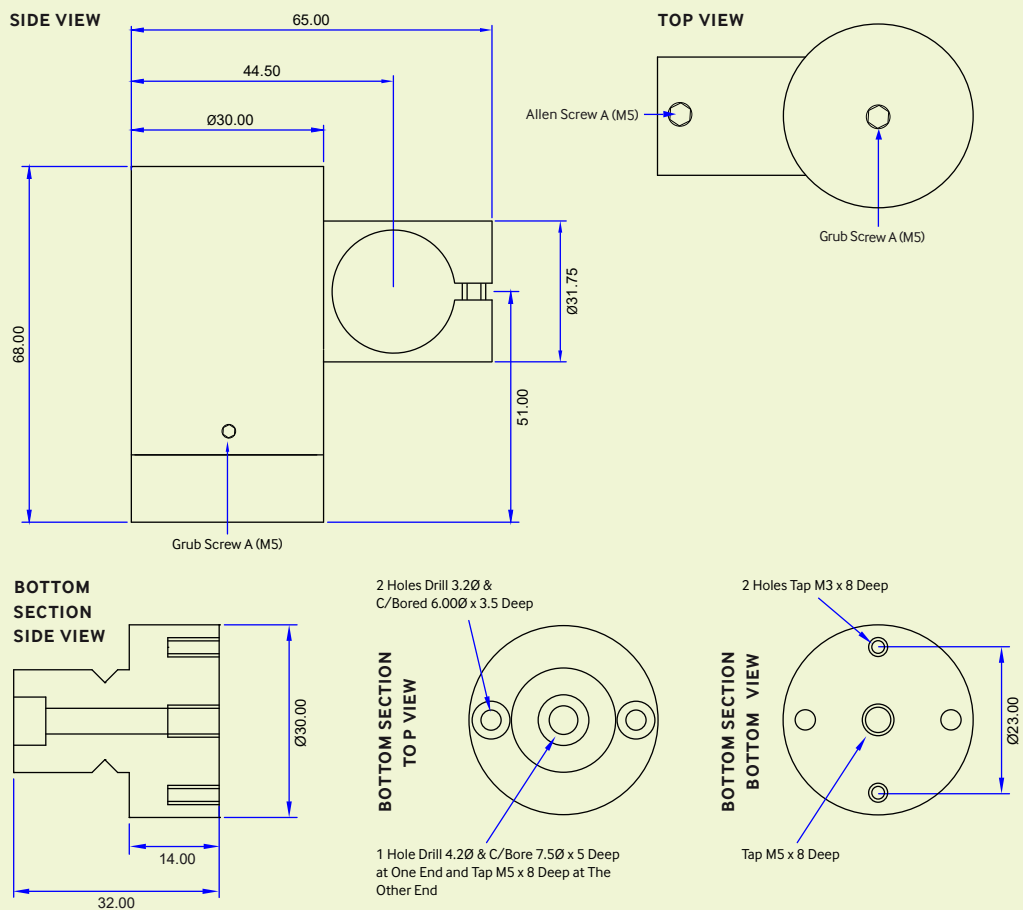 SIDE VIEW
65.00
TOP VIEW
44.50
Ø30.00
Allen Screw A (M5)
Grub Screw A (M5)
68.00
Ø31.75
51.00
Grub Screw A (M5)
BOTTOM
SECTION
SIDE VIEW
Ø30.00
14.00
32.00
2 Holes Drill 3.2Ø &
C/Bored 6.00Ø x 3.5 Deep
BOTTOM SECTION
TOP VIEW
1 Hole Drill 4.2Ø & C/Bore 7.5Ø x 5 Deep
at One End and Tap M5 x 8 Deep at The
Other End
2 Holes Tap M3 x 8 Deep
BOTTOM SECTION
BOTTOM VIEW
Ø23.00
Tap M5 x 8 Deep